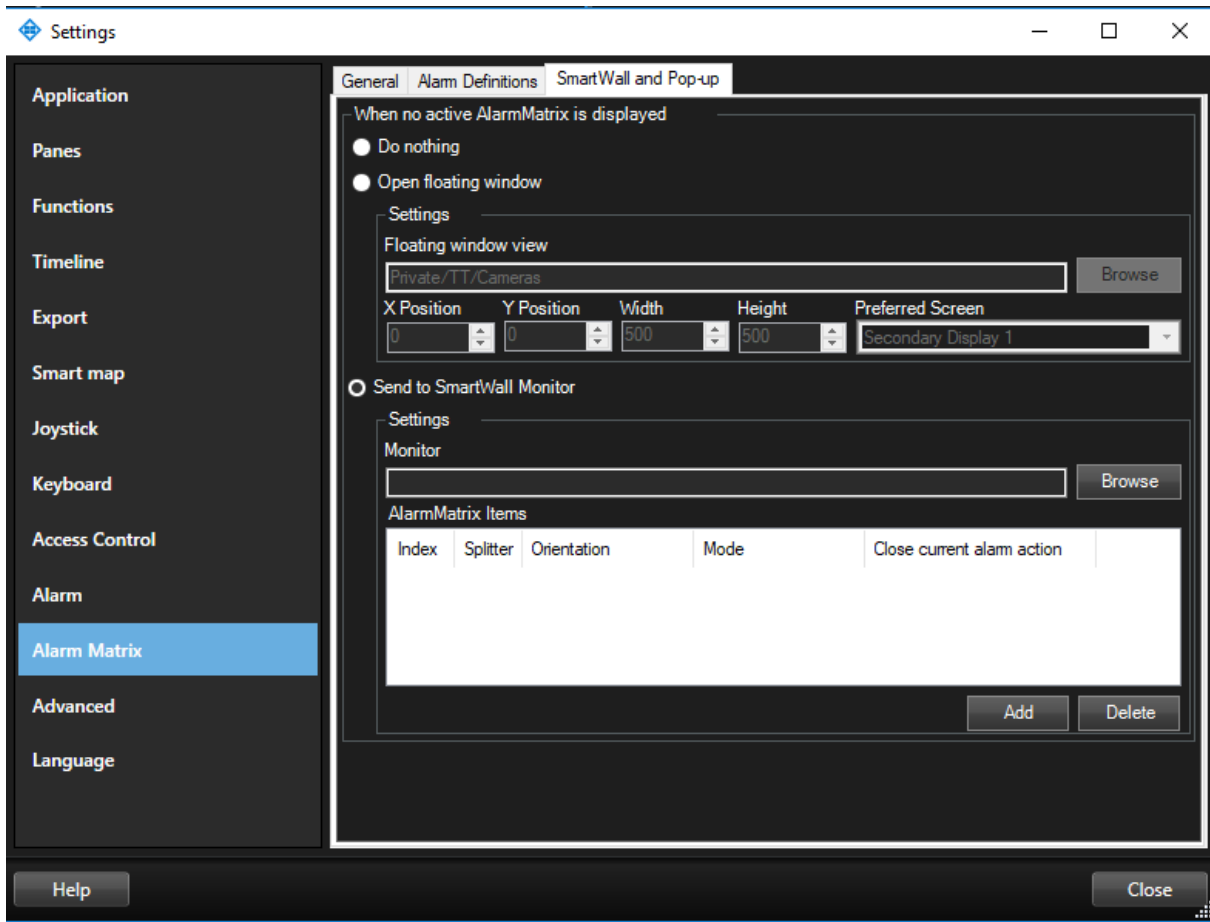 Settings
Application
Panes
Functions
Timeline
Export
Smart map
Joystick
Keyboard
Access Control
Alarm
Alarm Matrix
Advanced
Language
General Alarm Definitions SmartWall and Pop-up
When no active AlarmMatrix is displayed
Do nothing
Open floating window
Settings
Floating window view
Private/TT/Cameras Browse
X Position Y Position Width Height Preferred Screen
0 0 500 500 Secondary Display 1
Send to SmartWall Monitor
Settings
Monitor
Browse
AlarmMatrix Items
Index Splitter Orientation Mode Close current alarm action
Add Delete
Help Close